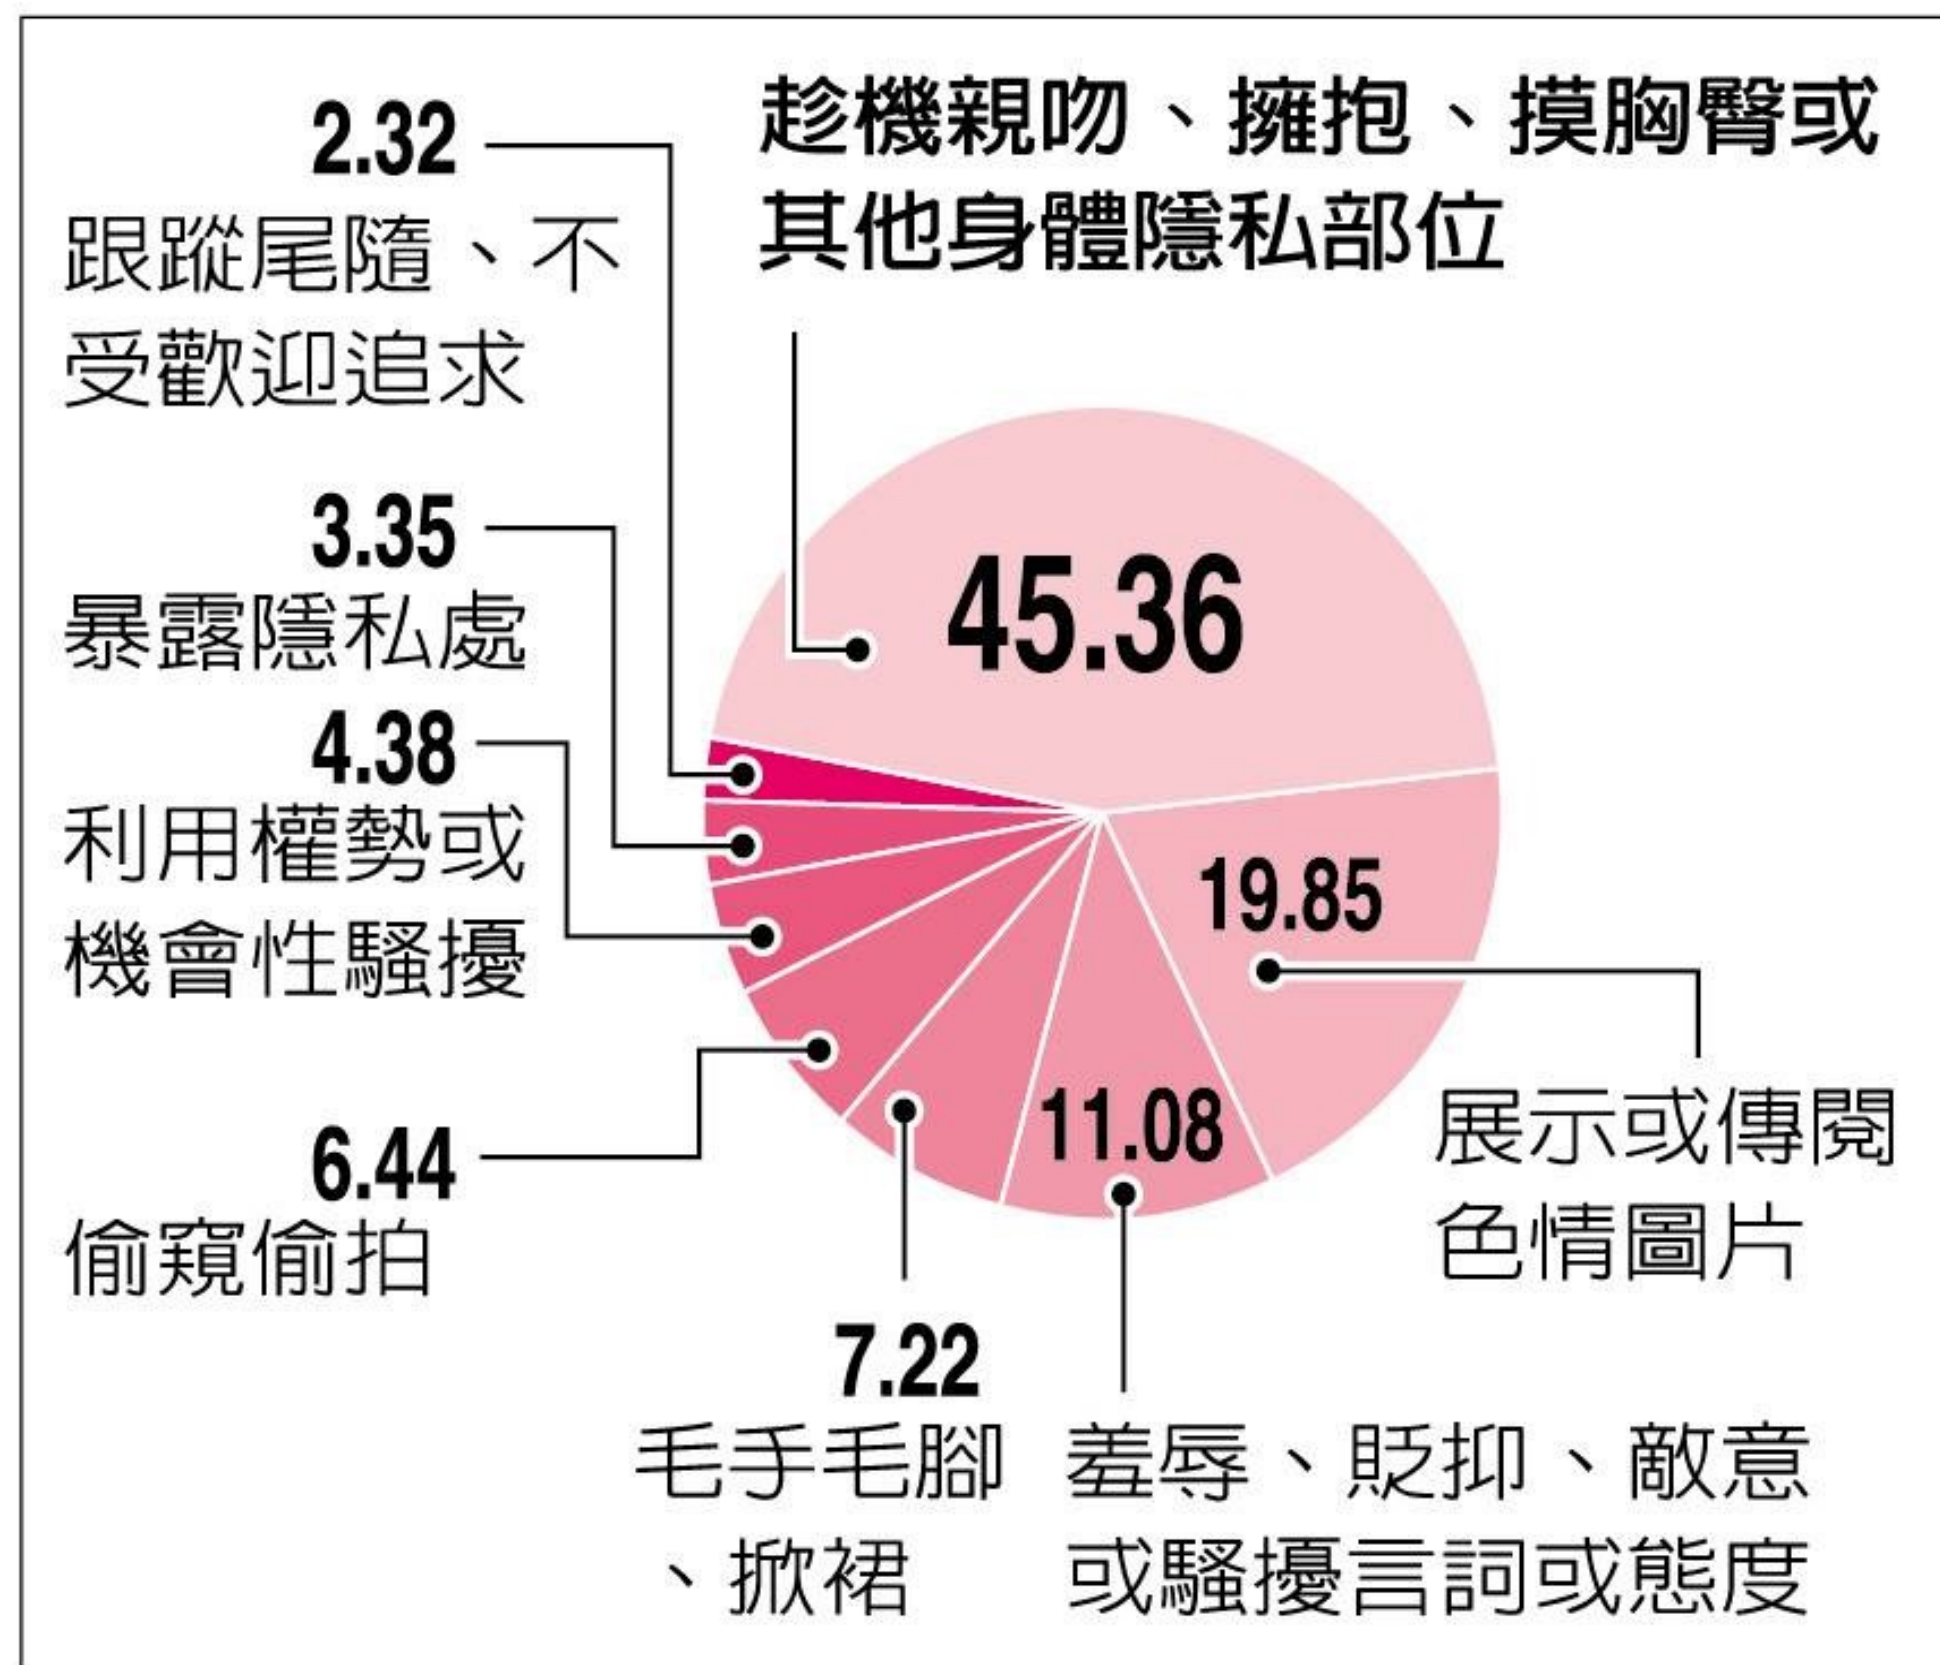 趁機親吻、擁抱、摸胸臀或
其他身體隱私部位
45.36
2.32
跟蹤尾隨、不
受歡迎追求
3.35
暴露隱私處
4.38
利用權勢或
機會性騷擾
6.44
偷窺偷拍
7.22
毛手毛腳
、掀裙
11.08
羞辱、貶抑、敵意
或騷擾言詞或態度
19.85
展示或傳閱
色情圖片